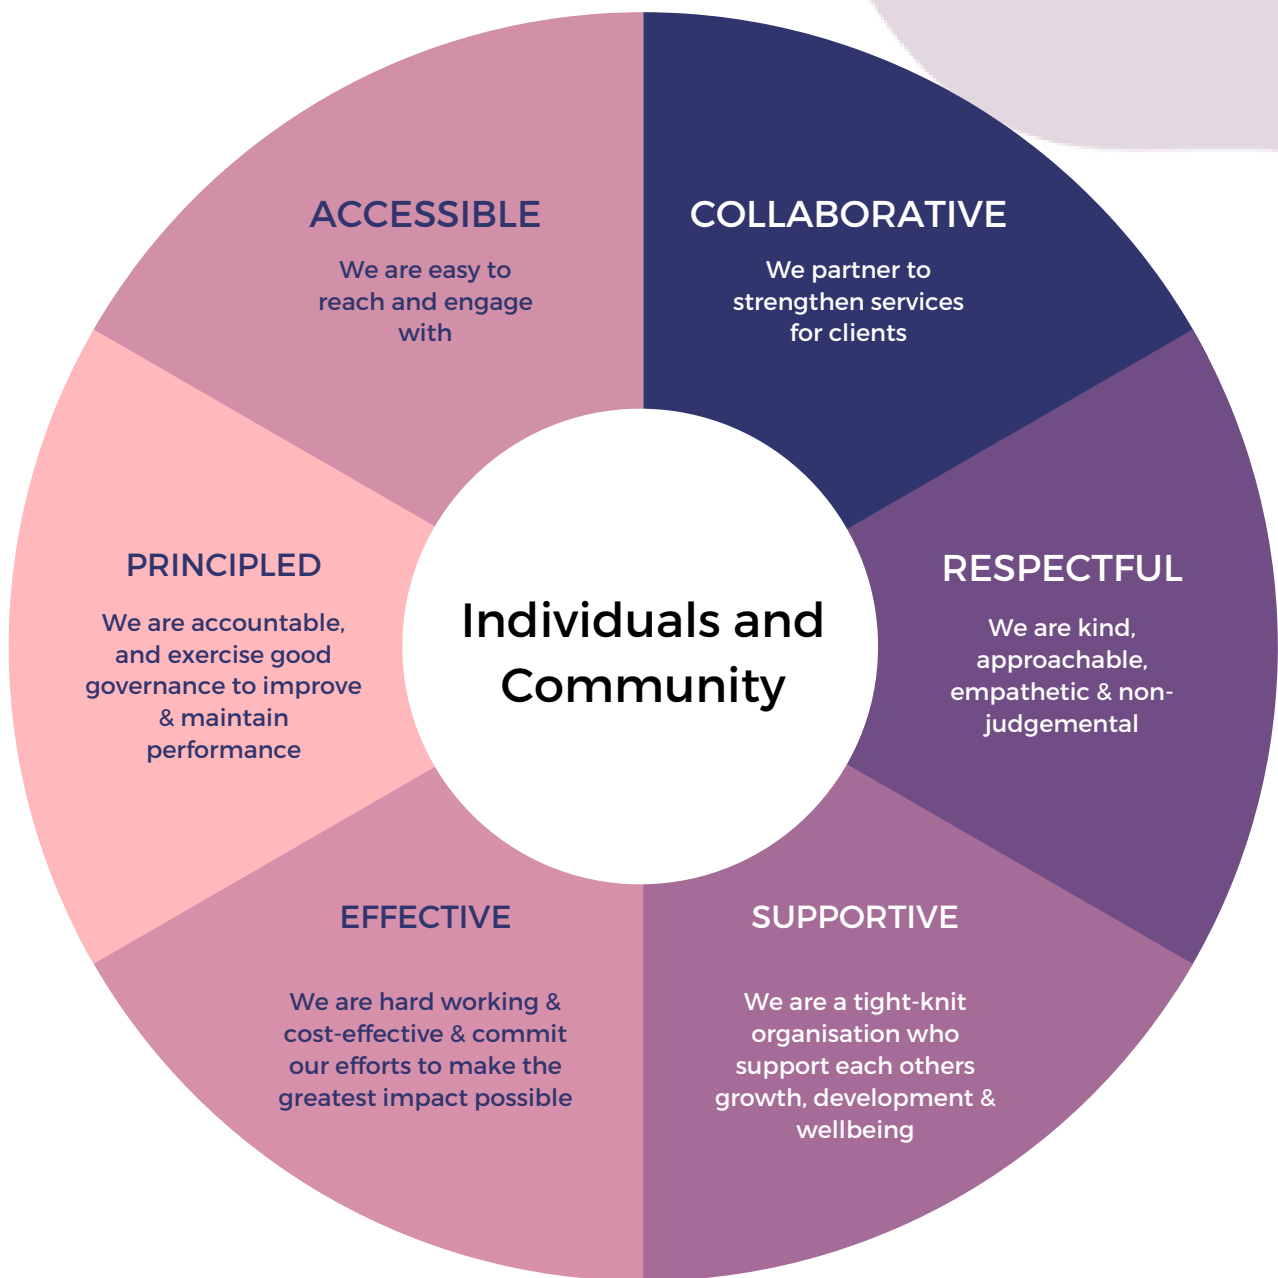 ACCESSIBLE
We are easy to
reach and engage
with
COLLABORATIVE
We partner to
strengthen services
for clients
RESPECTFUL
We are kind,
approachable,
empathetic & non-
judgemental
SUPPORTIVE
We are a tight-knit
organisation who
support each others
growth, development &
wellbeing
EFFECTIVE
We are hard working &
cost-effective & commit
our efforts to make the
greatest impact possible
PRINCIPLED
We are accountable,
and exercise good
governance to improve
& maintain
performance
Individuals and
Community